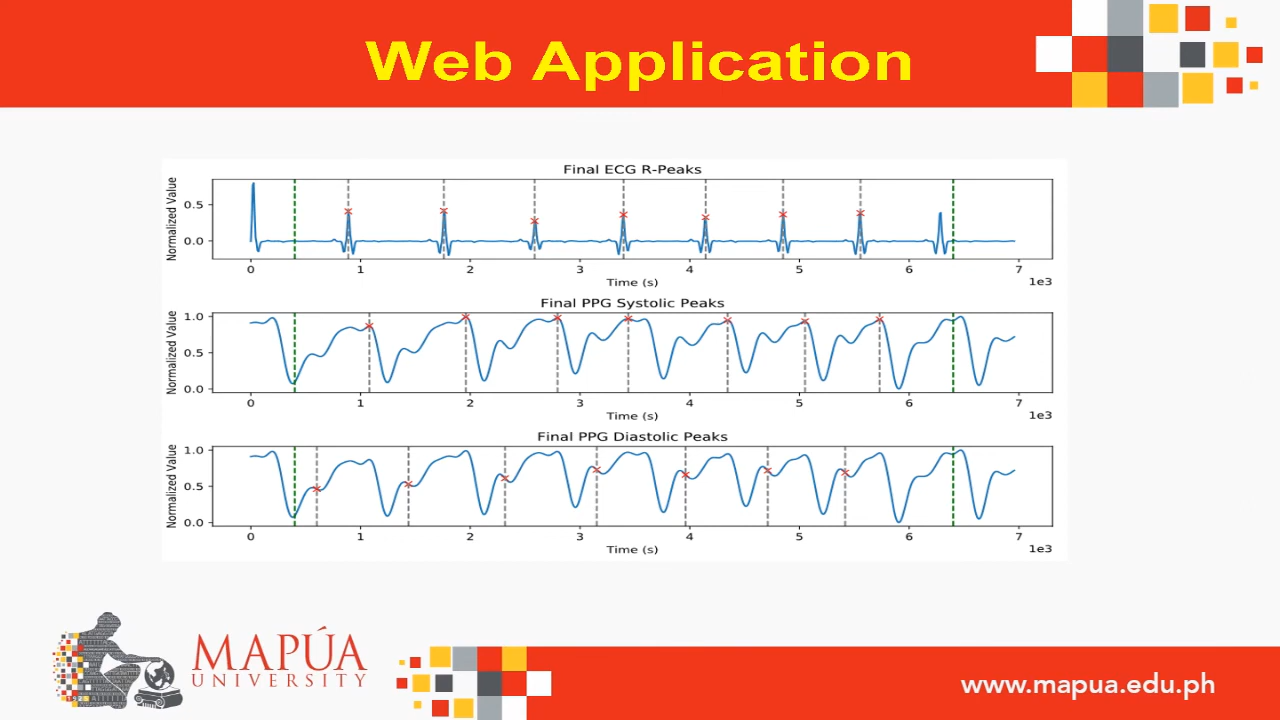 Web Application
Final ECG R-Peaks
Normalized Value
0.5
0.0
0 1 2 3 4 5 6 7
Time (s)
1e3
Final PPG Systolic Peaks
Normalized Value
1.0
0.5
0.0
0 1 2 3 4 5 6 7
Time (s)
1e3
Final PPG Diastolic Peaks
Normalized Value
1.0
0.5
0.0
0 1 2 3 4 5 6 7
Time (s)
1e3
MAPÚA
UNIVERSITY
www.mapua.edu.ph